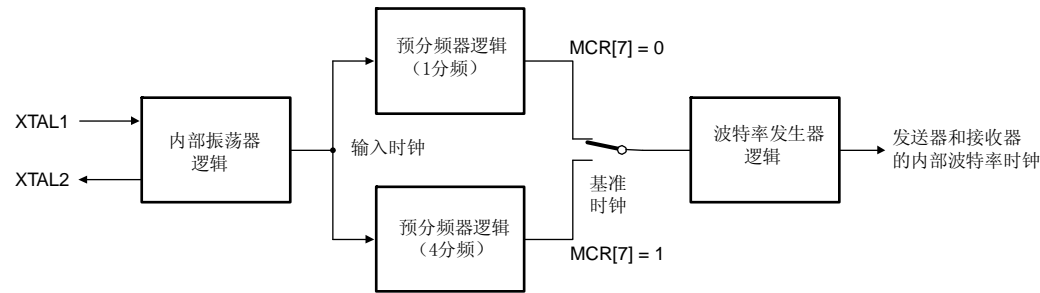 预分频器逻辑
（1分频）
MCR[7] = 0
XTAL1
XTAL2
内部振荡器
逻辑
输入时钟
波特率发生器
逻辑
发送器和接收器
的内部波特率时钟
基准
时钟
预分频器逻辑
（4分频）
MCR[7] = 1